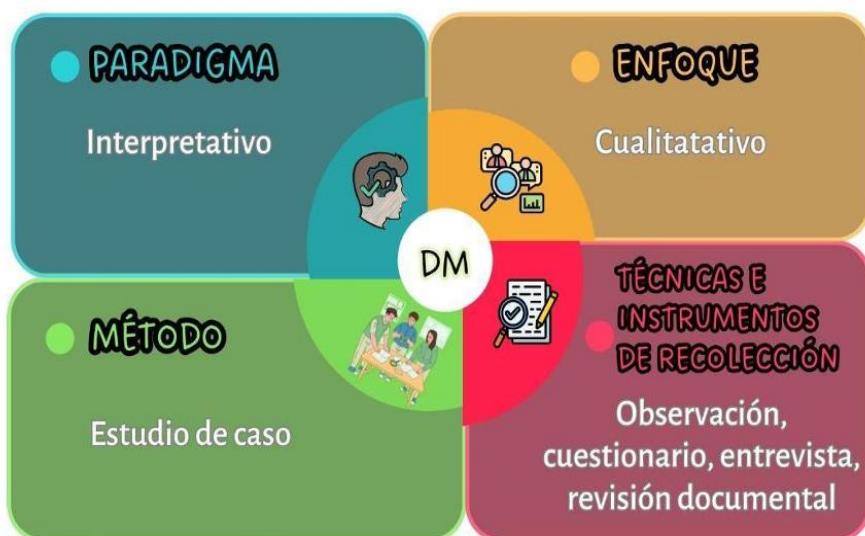 PARADIGMA
Interpretativo
ENFOQUE
Cualitatativo
DM
MÉTODO
Estudio de caso
TÉCNICAS E
INSTRUMENTOS
DE RECOLECCIÓN
Observación,
cuestionario, entrevista,
revisión documental